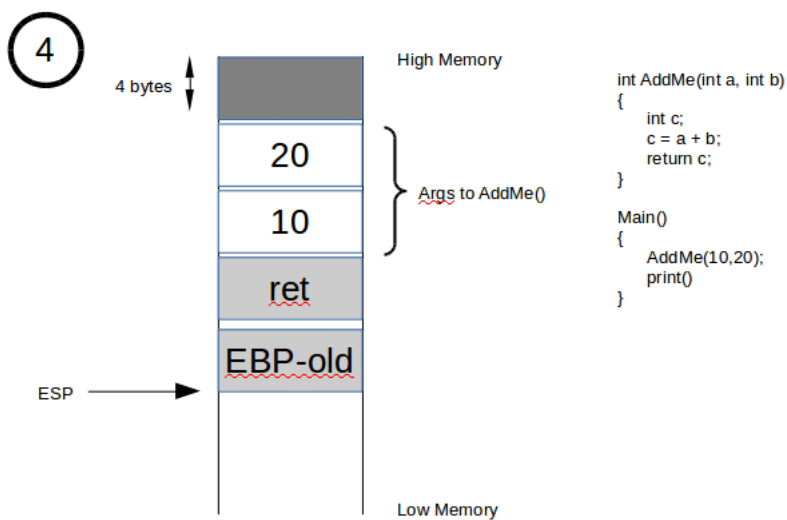 4
4 bytes
High Memory
20
10
Args to AddMe()
ret
EBP-old
ESP
Low Memory
int AddMe(int a, int b)
{
int c;
c = a + b;
return c;
}
Main()
{
AddMe(10,20);
print()
}